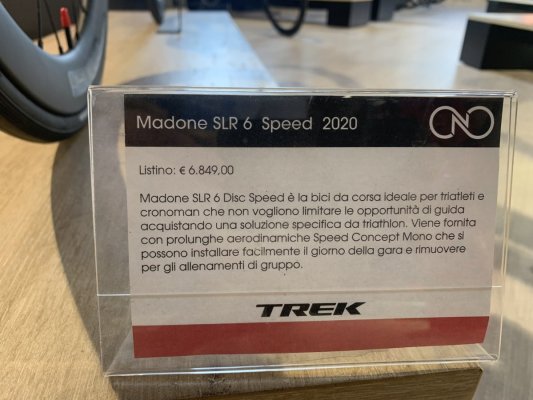 Madone SLR 6 Speed 2020
Listino: € 6.849,00
Madone SLR 6 Disc Speed è la bici da corsa ideale per triatleti e
cronoman che non vogliono limitare le opportunità di guida
acquistando una soluzione specifica da triathlon. Viene fornita
con prolunghe aerodinamiche Speed Concept Mono che si
possono installare facilmente il giorno della gara e rimuovere
per gli allenamenti di gruppo.
TREK